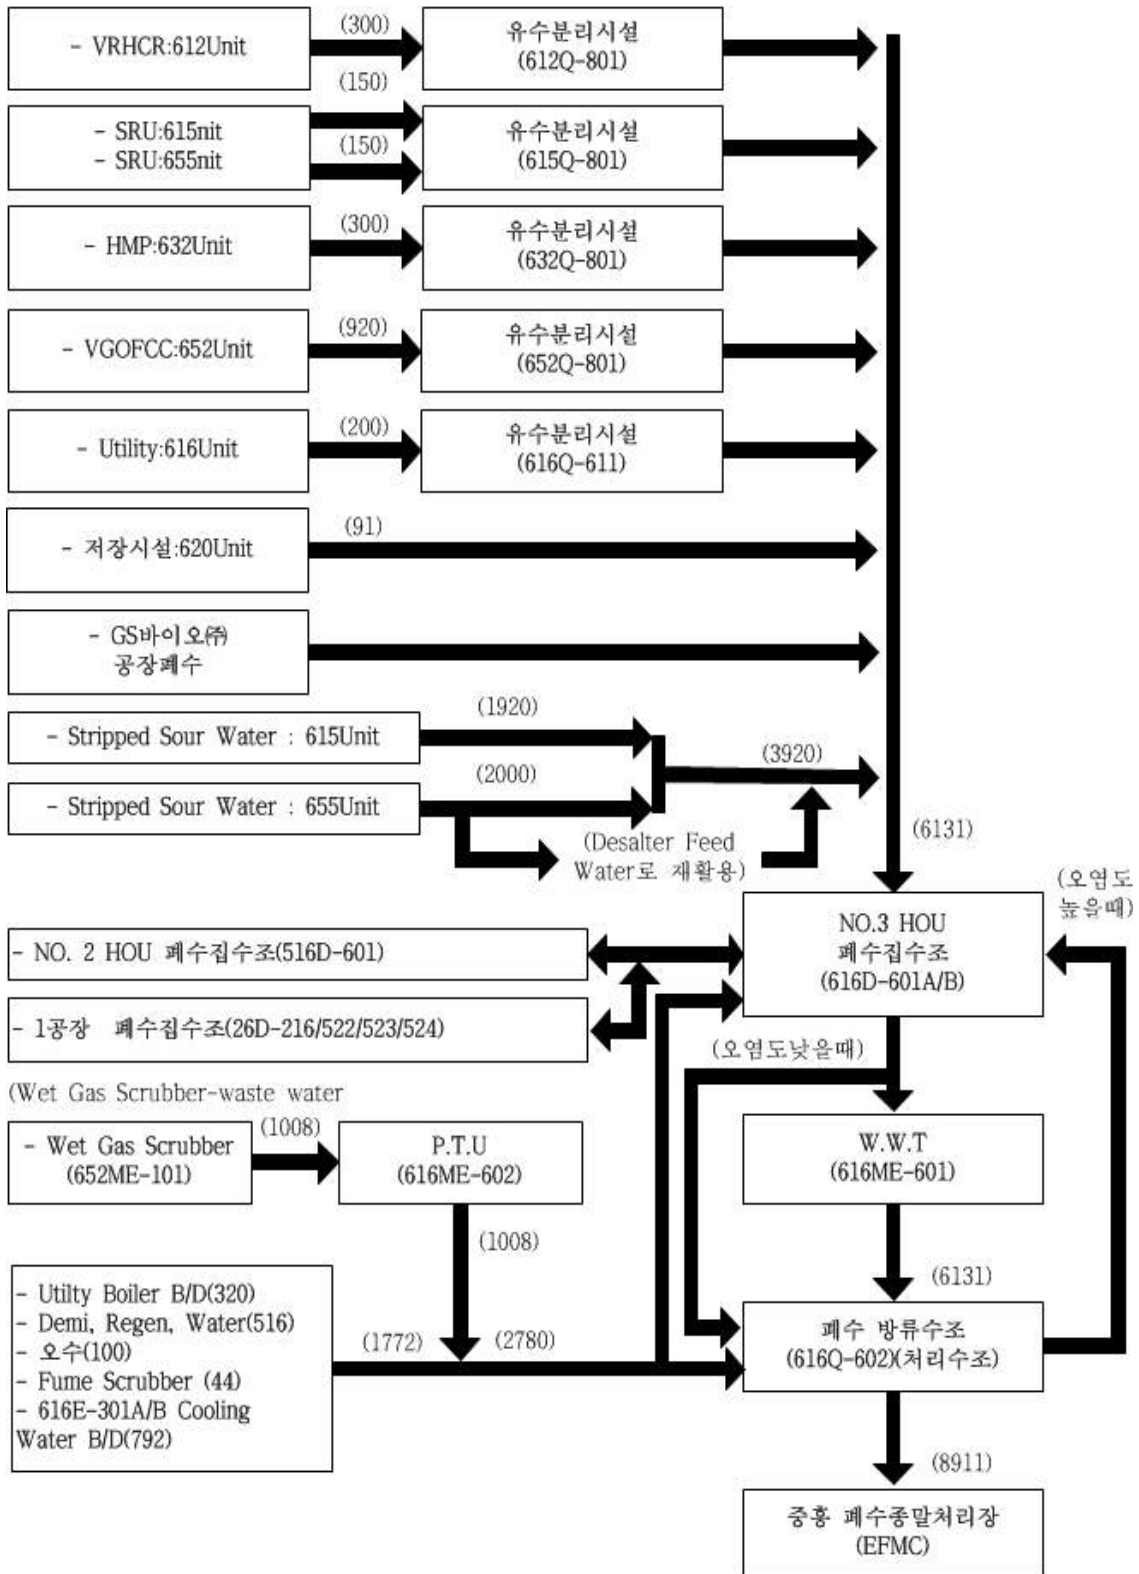 - VRHCR:612Unit
(300)
유수분리시설
(612Q-801)
- SRU:615nit
- SRU:655nit
(150)
(150)
유수분리시설
(615Q-801)
- HMP:632Unit
(300)
유수분리시설
(632Q-801)
- VGOFCC:652Unit
(920)
유수분리시설
(652Q-801)
- Utility:616Unit
(200)
유수분리시설
(616Q-611)
- 저장시설:620Unit
(91)
- GS바이오㈜
공장폐수
- Stripped Sour Water : 615Unit
(1920)
- Stripped Sour Water : 655Unit
(2000)
(3920)
(Desalter Feed
Water로 재활용)
(6131)
(오염도
높을때)
NO.3 HOU
폐수집수조
(616D-601A/B)
- NO. 2 HOU 폐수집수조(516D-601)
- 1공장 폐수집수조(26D-216/522/523/524)
(오염도낮을때)
(Wet Gas Scrubber-waste water
- Wet Gas Scrubber
(652ME-101)
(1008)
P.T.U
(616ME-602)
W.W.T
(616ME-601)
(1008)
(6131)
- Utilty Boiler B/D(320)
- Demi, Regen, Water(516)
- 오수(100)
- Fume Scrubber (44)
- 616E-301A/B Cooling
Water B/D(792)
(1772)
(2780)
폐수 방류수조
(616Q-602)(처리수조)
(8911)
중흥 폐수종말처리장
(EFMC)